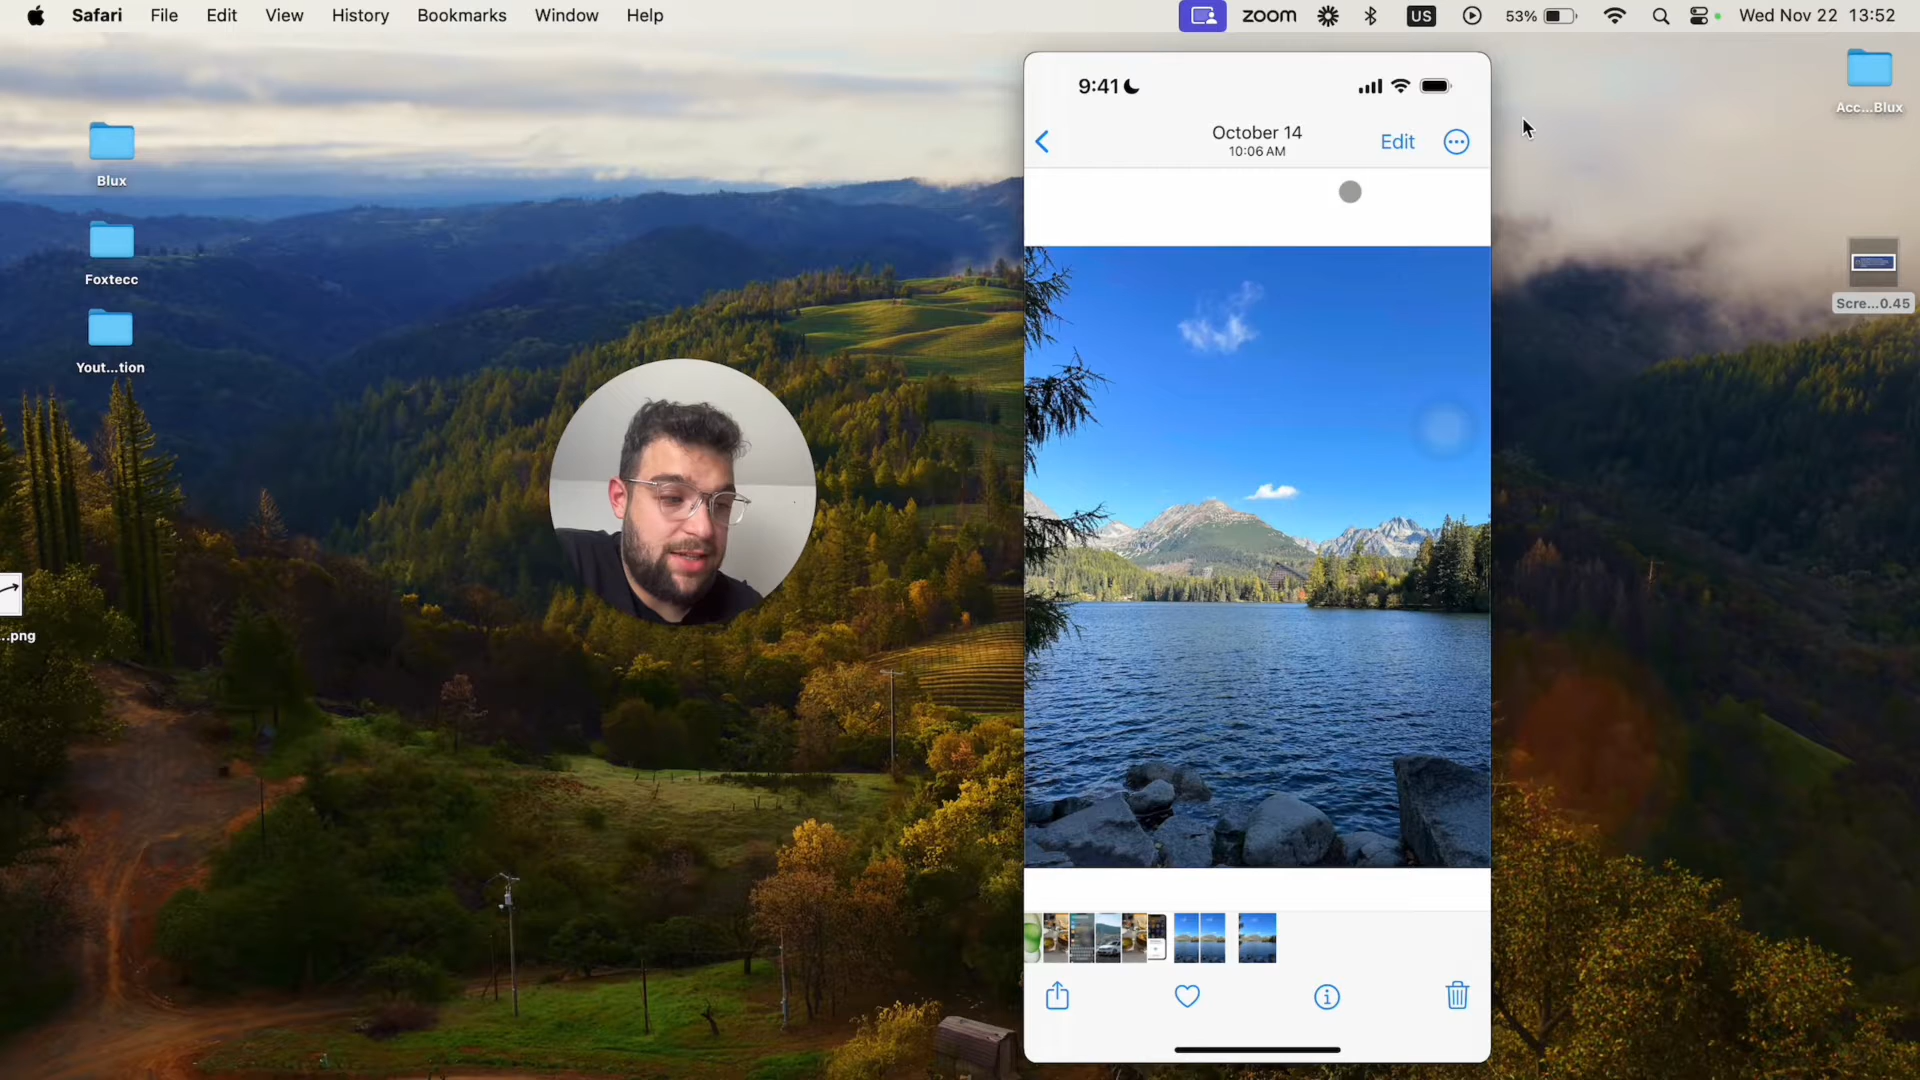 Safari File Edit View History Bookmarks Window Help zoom US 53% Wed Nov 22 13:52
Blux
Foxtecc
Yout...tion
...png
Acc...Blux
Scre...0.45
9:41
October 14
10:06 AM
Edit